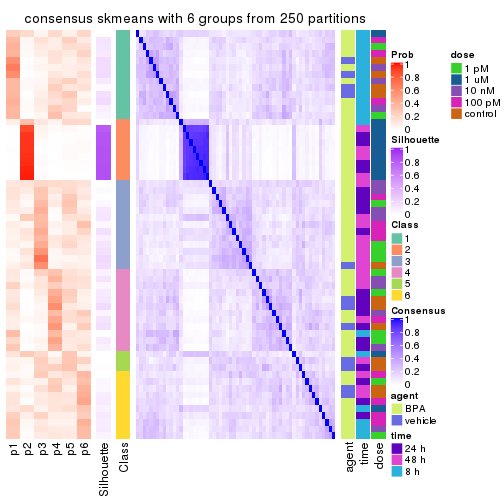 consensus skmeans with 6 groups from 250 partitions
p1
p2
p3
p4
p5
p6
Silhouette
Class
agent
time
dose
Prob
1
0.8
0.6
0.4
0.2
0
Silhouette
1
0.8
0.6
0.4
0.2
0
Class
1
2
3
4
5
6
Consensus
1
0.8
0.6
0.4
0.2
0
agent
BPA
vehicle
time
24 h
48 h
8 h
dose
1 pM
1 uM
10 nM
100 pM
control